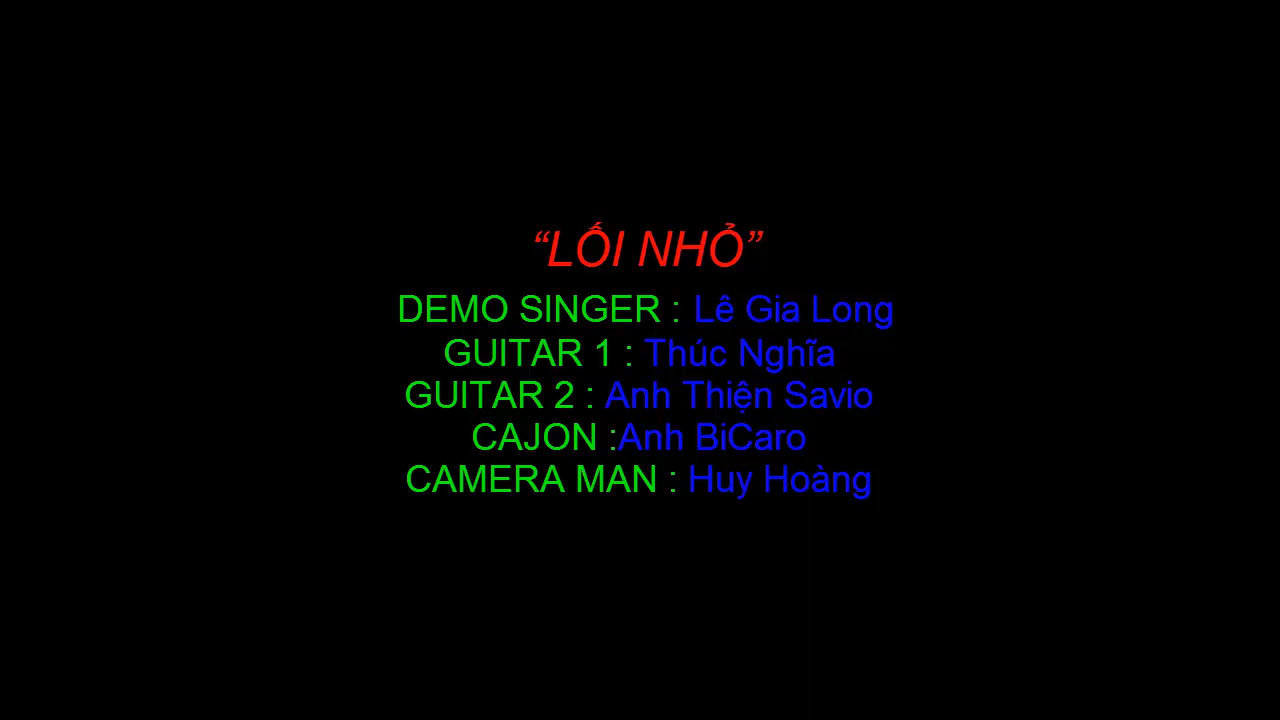 “LỐI NHỎ”
DEMO SINGER : Lê Gia Long
GUITAR 1 : Thúc Nghĩa
GUITAR 2 : Anh Thiện Savio
CAJON :Anh BiCaro
CAMERA MAN : Huy Hoàng